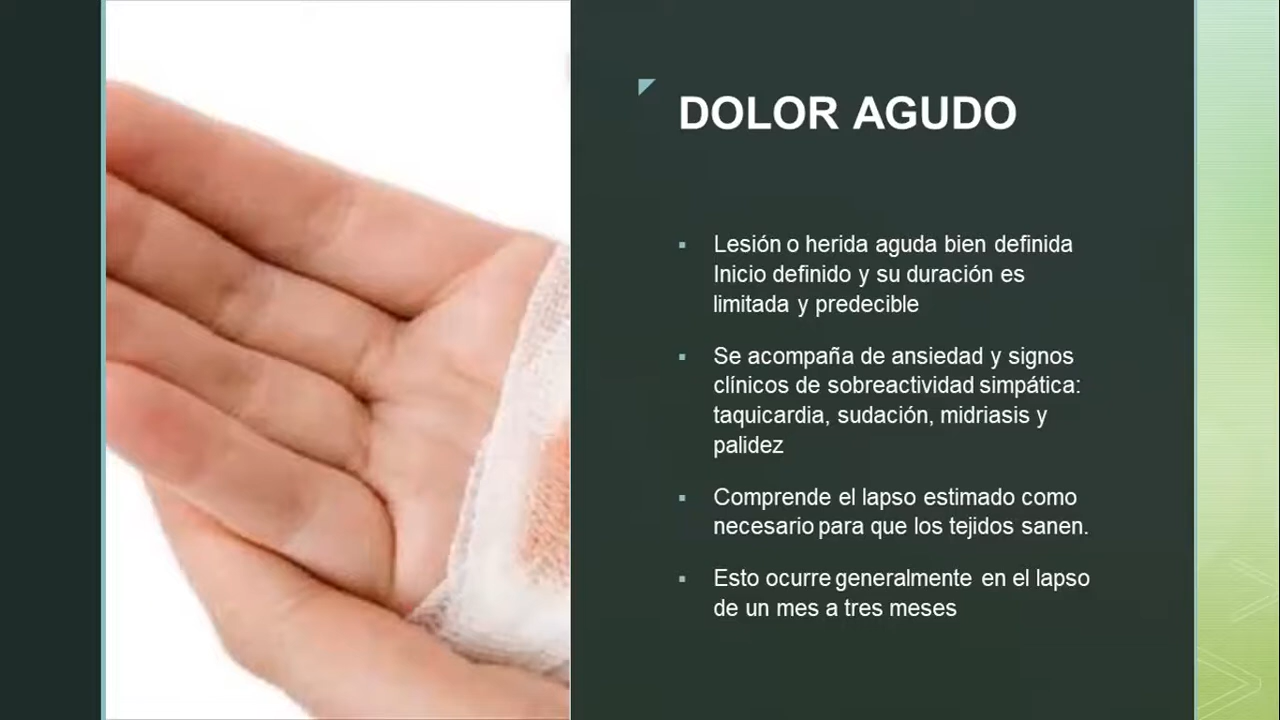 DOLOR AGUDO
Lesión o herida aguda bien definida
Inicio definido y su duración es
limitada y predecible
Se acompaña de ansiedad y signos
clínicos de sobreactividad simpática:
taquicardia, sudación, midriasis y
palidez
Comprende el lapso estimado como
necesario para que los tejidos sanen.
Esto ocurre generalmente en el lapso
de un mes a tres meses